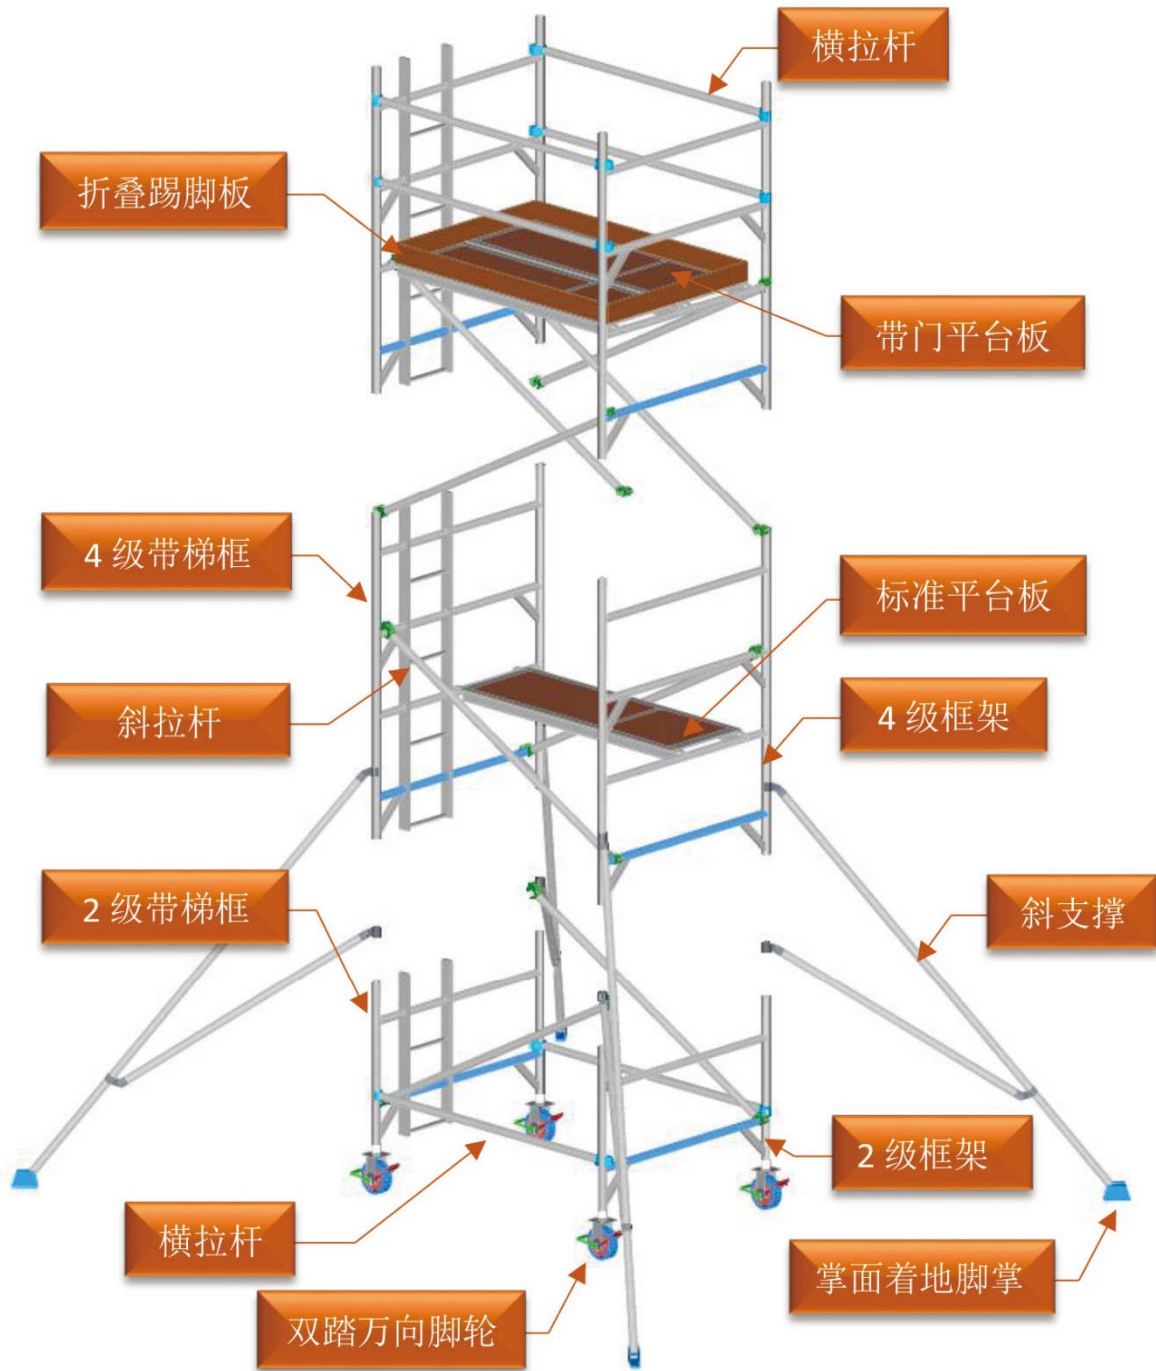 横拉杆
折叠踢脚板
带门平台板
4 级带梯框
标准平台板
斜拉杆
4 级框架
2 级带梯框
斜支撑
2 级框架
横拉杆
掌面着地脚掌
双踏万向脚轮